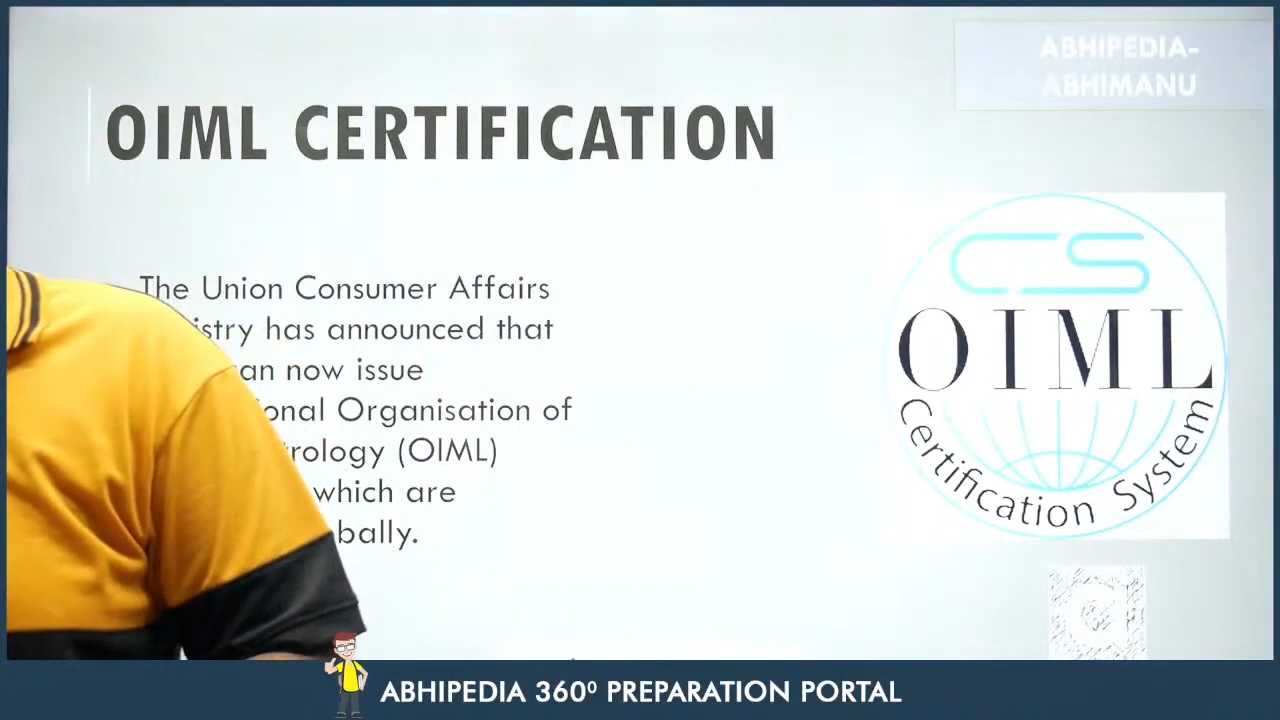 ABHIPEDIA-
ABHIMANU
OIML CERTIFICATION
The Union Consumer Affairs
istry has announced that
an now issue
onal Organisation of
trology (OIML)
which are
bally.
CS
OIML
Certification System
ABHIPEDIA 360⁰ PREPARATION PORTAL